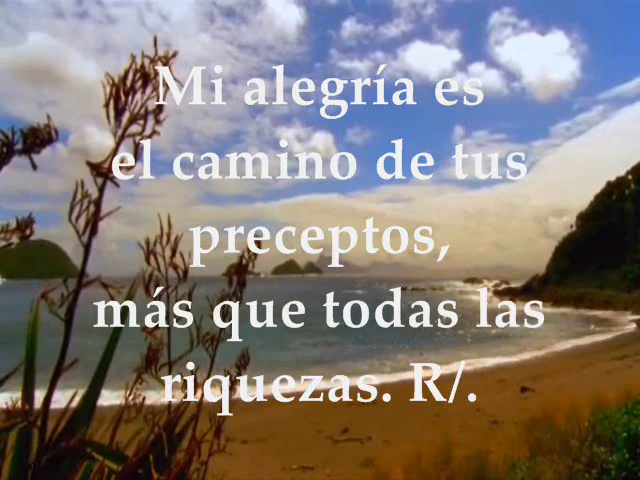 Mi alegría es
el camino de tus
preceptos,
más que todas las
riquezas. R/.